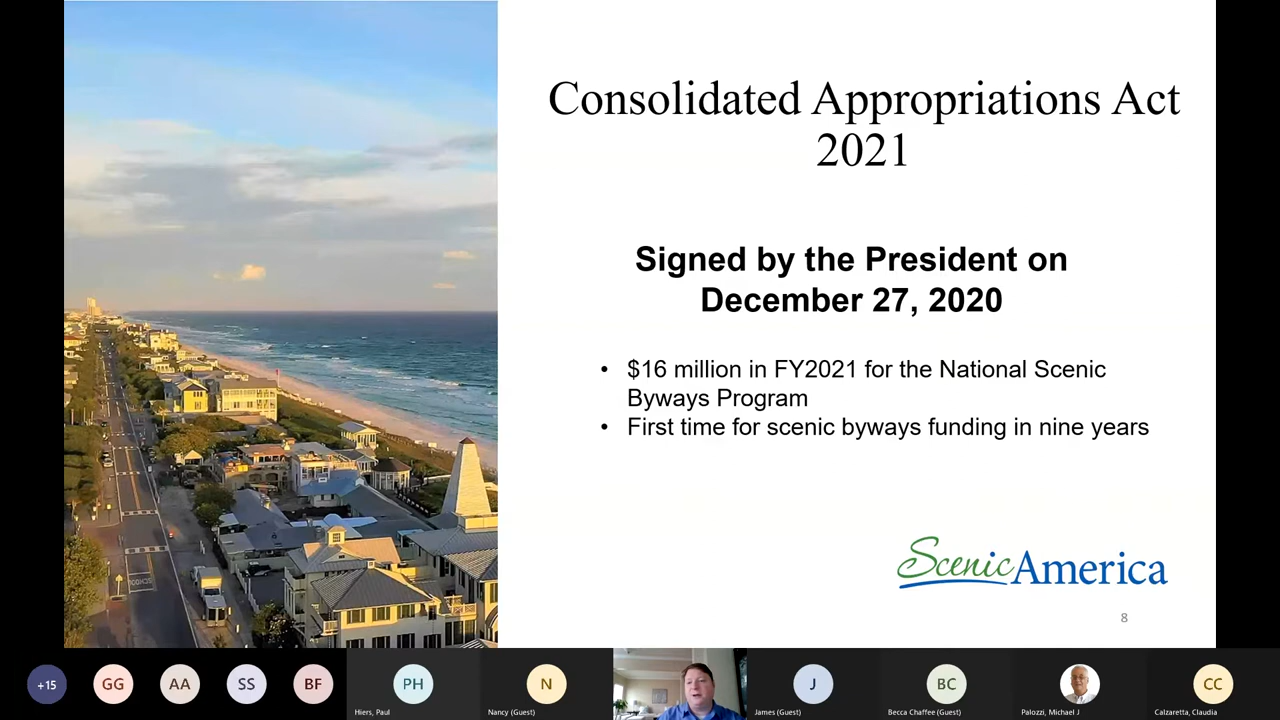 Consolidated Appropriations Act
2021
Signed by the President on
December 27, 2020
• $16 million in FY2021 for the National Scenic
Byways Program
• First time for scenic byways funding in nine years
ScenicAmerica
8
SCHOOL
+15
GG
AA
SS
BF
PH
Hiers, Paul
N
Nancy (Guest)
J
James (Guest)
BC
Becca Chaffee (Guest)
Palozzi, Michael J
CC
Calzaretta, Claudia